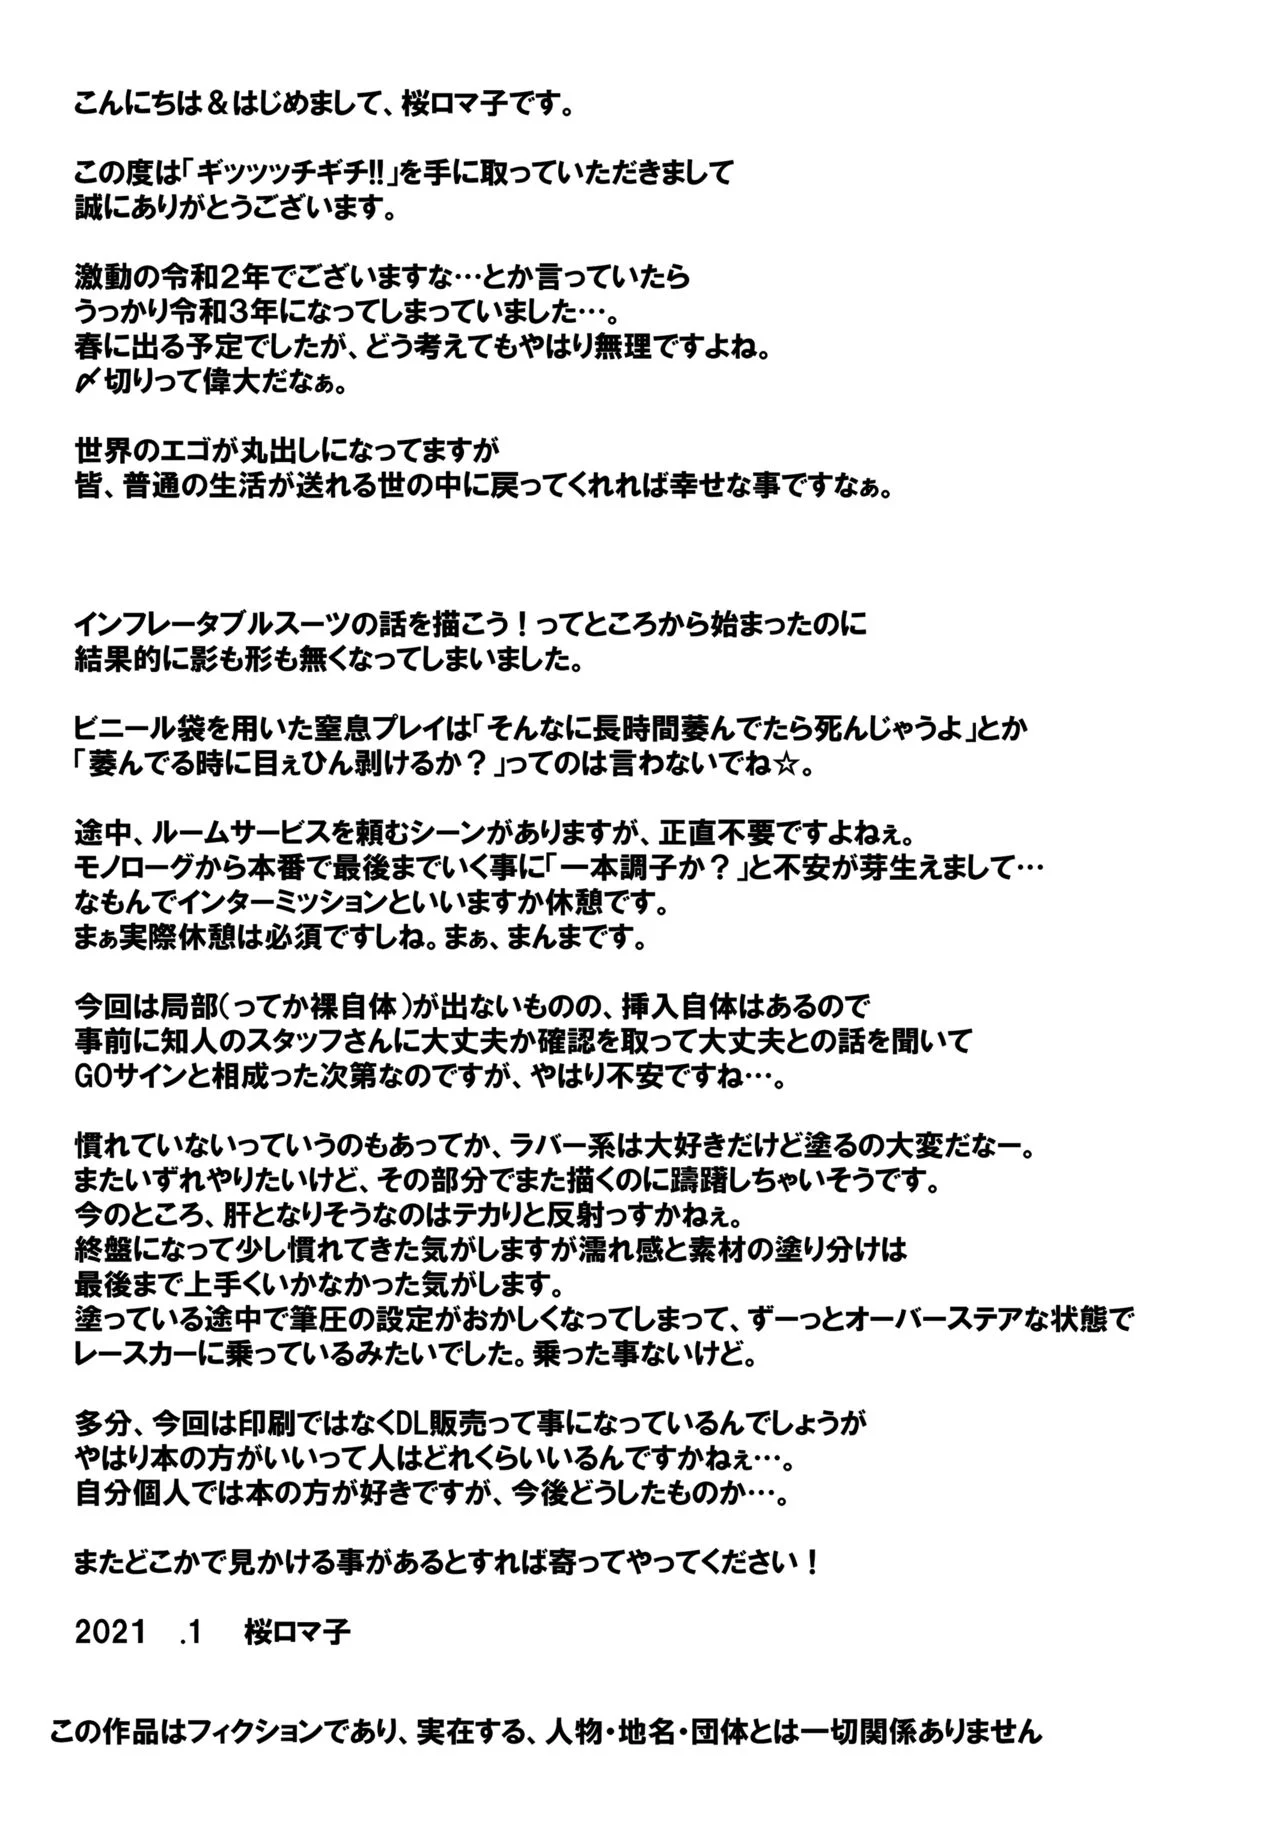 こんにちは＆はじめまして、桜ロマ子です。
この度は「ギッッッチギチ!!」を手に取っていただきまして
誠にありがとうございます。
激動の令和２年でございますな…とか言っていたら
うっかり令和３年になってしまっていました…。
春に出る予定でしたが、どう考えてもやはり無理ですよね。
〆切りって偉大だなぁ。
世界のエゴが丸出しになってますが
皆、普通の生活が送れる世の中に戻ってくれれば幸せな事ですなぁ。
インフレータブルスーツの話を描こう！ってところから始まったのに
結果的に影も形も無くなってしまいました。
ビニール袋を用いた窒息プレイは「そんなに長時間萎んでたら死んじゃうよ」とか
「萎んでる時に目ぇひん剥けるか？」ってのは言わないでね☆。
途中、ルームサービスを頼むシーンがありますが、正直不要ですよねぇ。
モノローグから本番で最後までいく事に「一本調子か？」と不安が芽生えまして…
なもんでインターミッションといいますか休憩です。
まぁ実際休憩は必須ですしね。まぁ、まんまです。
今回は局部（ってか裸自体）が出ないものの、挿入自体はあるので
事前に知人のスタッフさんに大丈夫か確認を取って大丈夫との話を聞いて
GOサインと相成った次第なのですが、やはり不安ですね…。
慣れていないっていうのもあってか、ラバー系は大好きだけど塗るの大変だなー。
またいずれやりたいけど、その部分でまた描くのに躊躇しちゃいそうです。
今のところ、肝となりそうなのはテカりと反射っすかねぇ。
終盤になって少し慣れてきた気がしますが濡れ感と素材の塗り分けは
最後まで上手くいかなかった気がします。
塗っている途中で筆圧の設定がおかしくなってしまって、ずーっとオーバーステアな状態で
レースカーに乗っているみたいでした。乗った事ないけど。
多分、今回は印刷ではなくDL販売って事になっているんでしょうが
やはり本の方がいいって人はどれくらいいるんですかねぇ…。
自分個人では本の方が好きですが、今後どうしたものか…。
またどこかで見かける事があるとすれば寄ってやってください！
2021　.1　桜ロマ子
この作品はフィクションであり、実在する、人物・地名・団体とは一切関係ありません